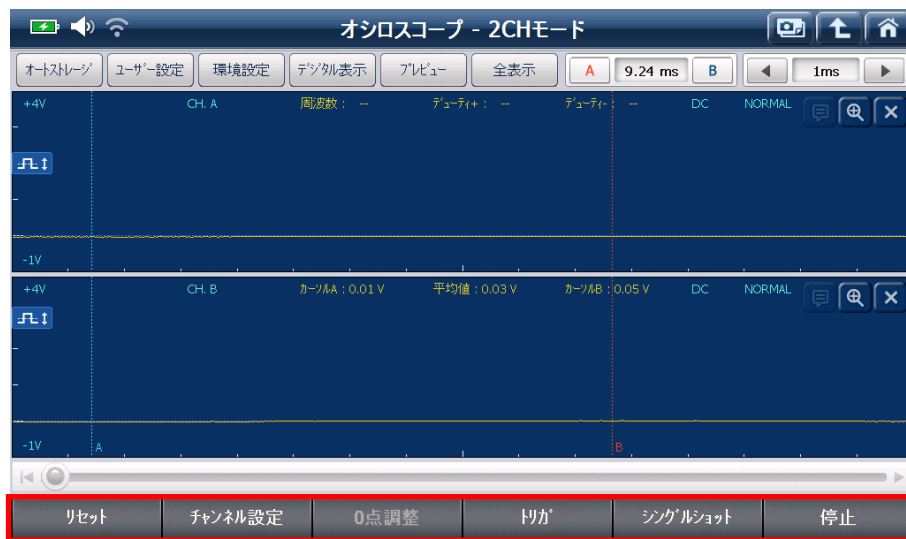 オシロスコープ - 2CHモード
オートストレージ ユーザー設定 環境設定 デジタル表示 プレビュー 全表示 A 9.24 ms B 1ms
+4V CH. A 周波数： -- デューティ+： -- デューティ-： -- DC NORMAL
-1V
+4V CH. B カーソルA：0.01 V 平均値：0.03 V カーソルB：0.05 V DC NORMAL
-1V A B
リセット チャンネル設定 0点調整 トリガ シングルショット 停止